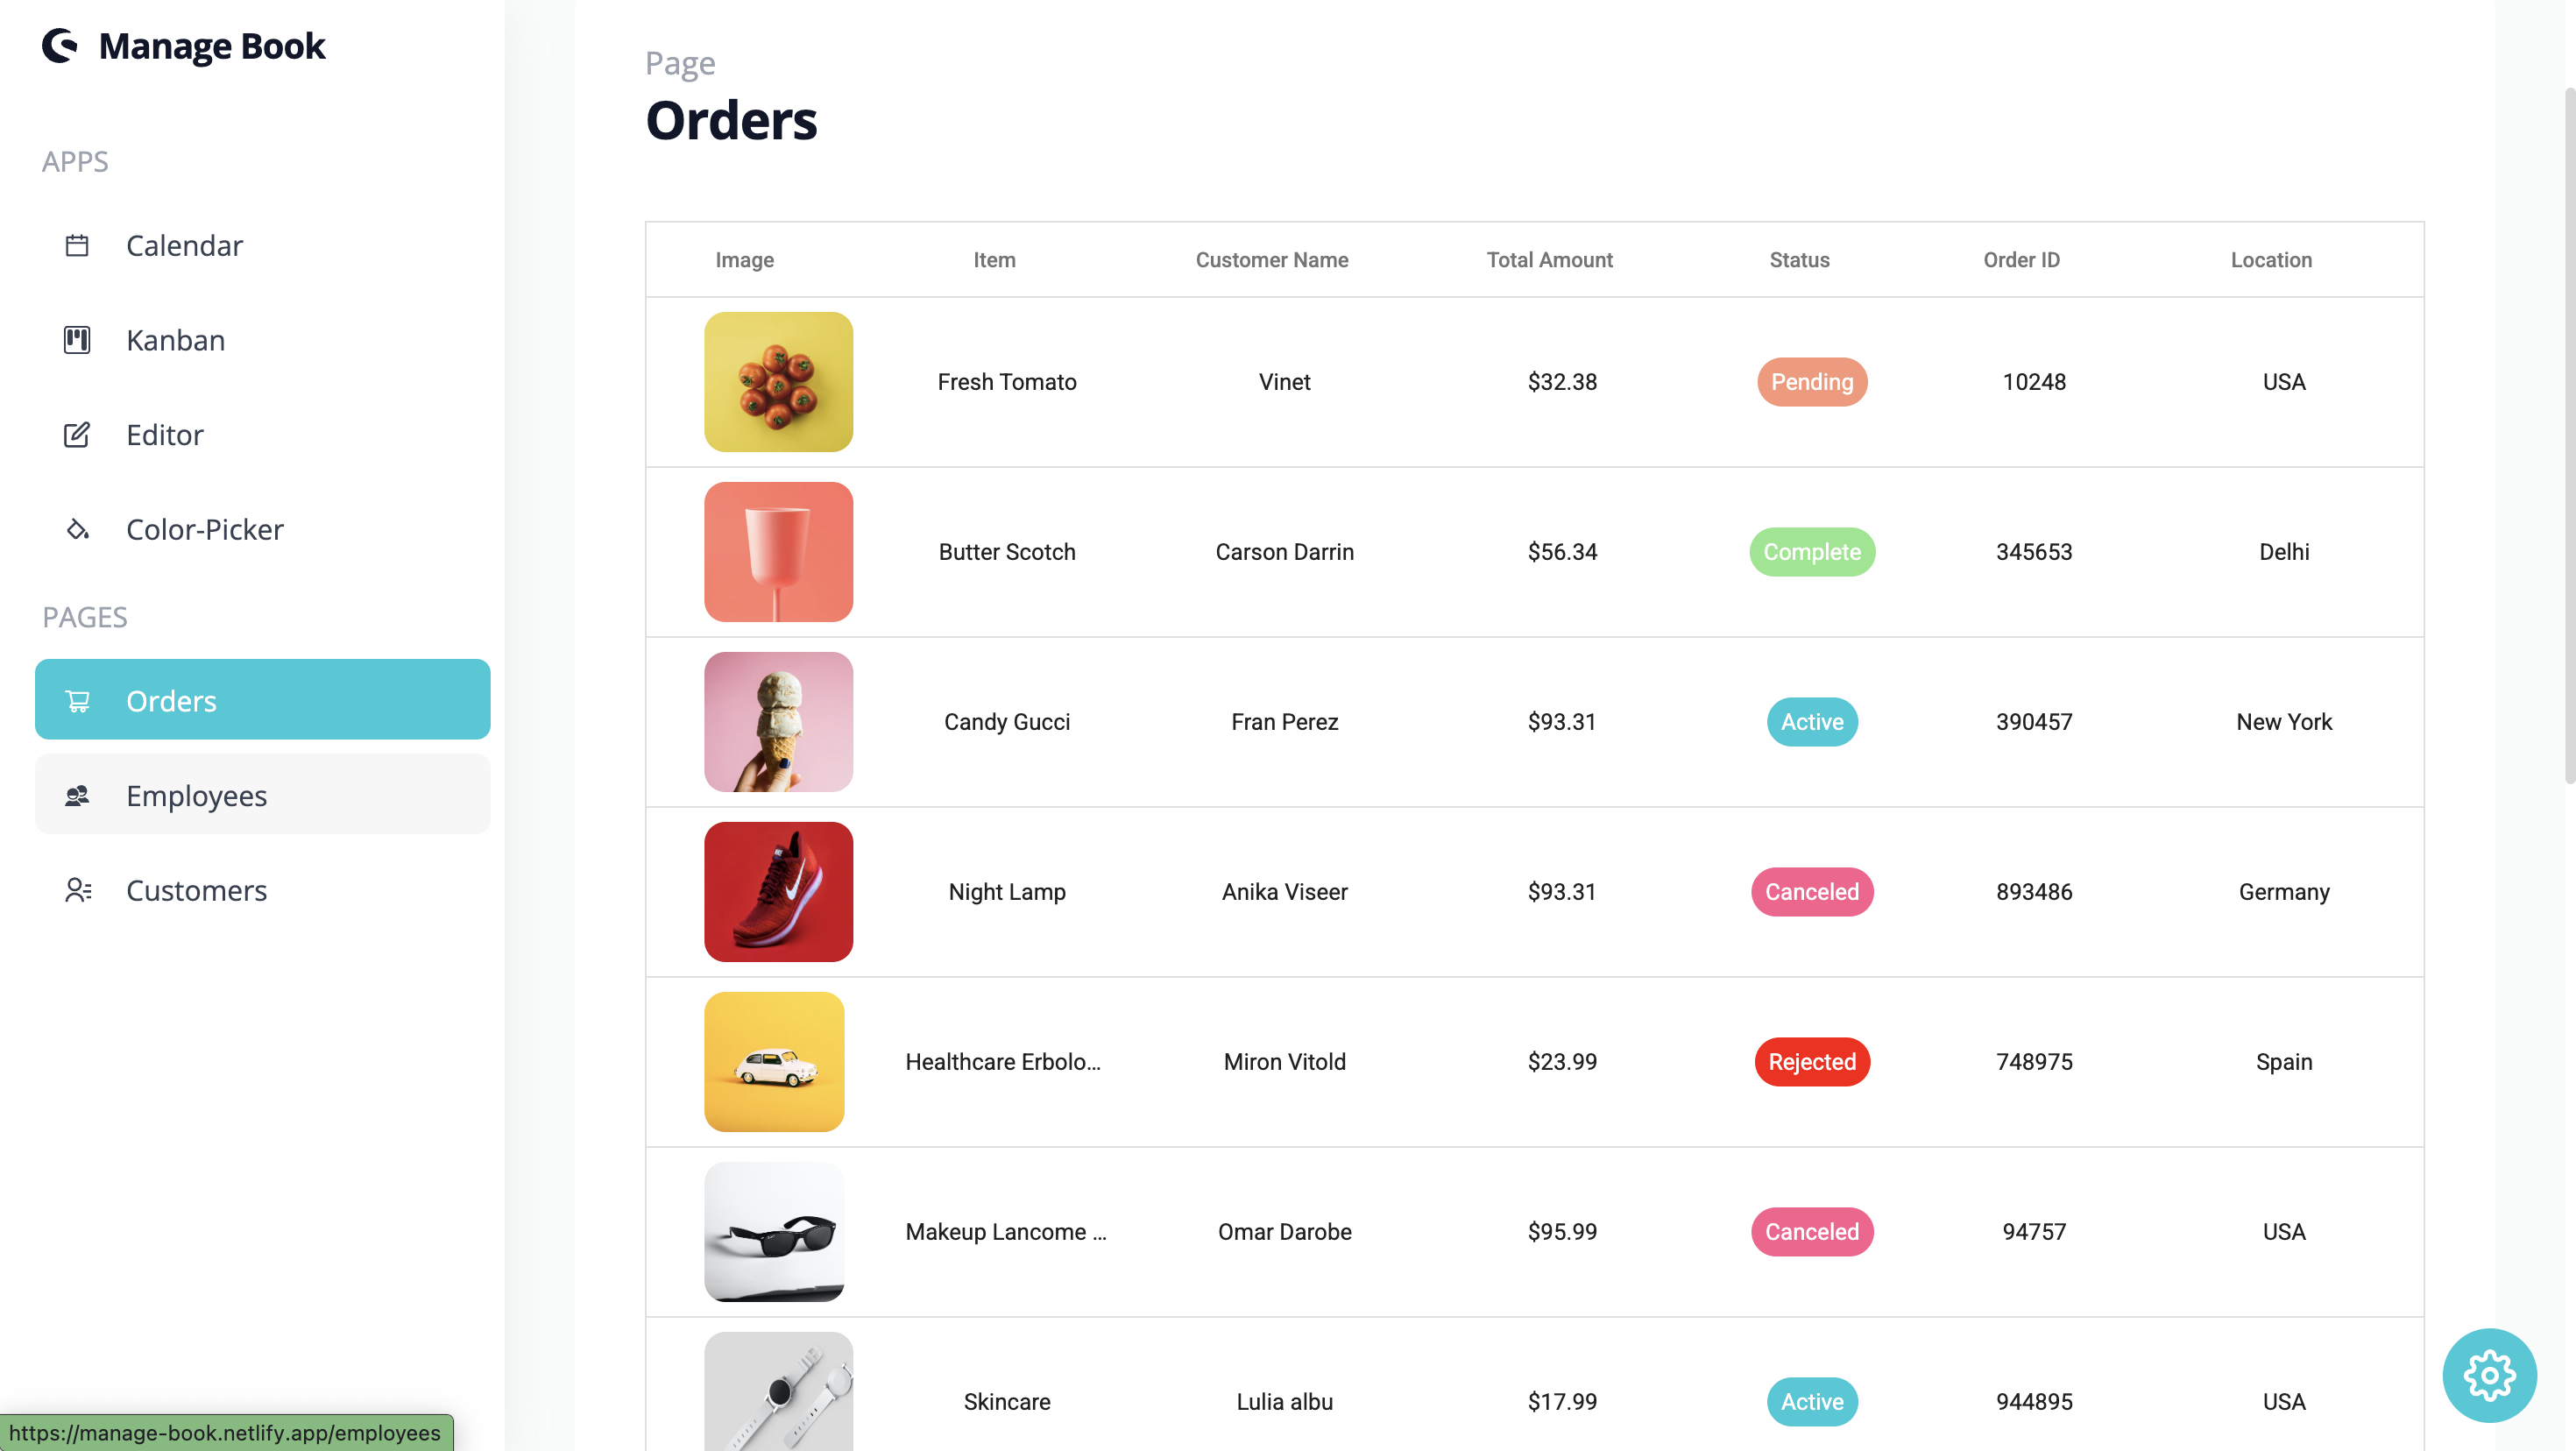 Manage Book
APPS
Calendar
Kanban
Editor
Color-Picker
PAGES
Orders
Employees
Customers
https://manage-book.netlify.app/employees
Page
Orders
Image Item Customer Name Total Amount Status Order ID Location
Fresh Tomato Vinet $32.38 Pending 10248 USA
Butter Scotch Carson Darrin $56.34 Complete 345653 Delhi
Candy Gucci Fran Perez $93.31 Active 390457 New York
Night Lamp Anika Viseer $93.31 Canceled 893486 Germany
Healthcare Erbolo... Miron Vitold $23.99 Rejected 748975 Spain
Makeup Lancome ... Omar Darobe $95.99 Canceled 94757 USA
Skincare Lulia albu $17.99 Active 944895 USA